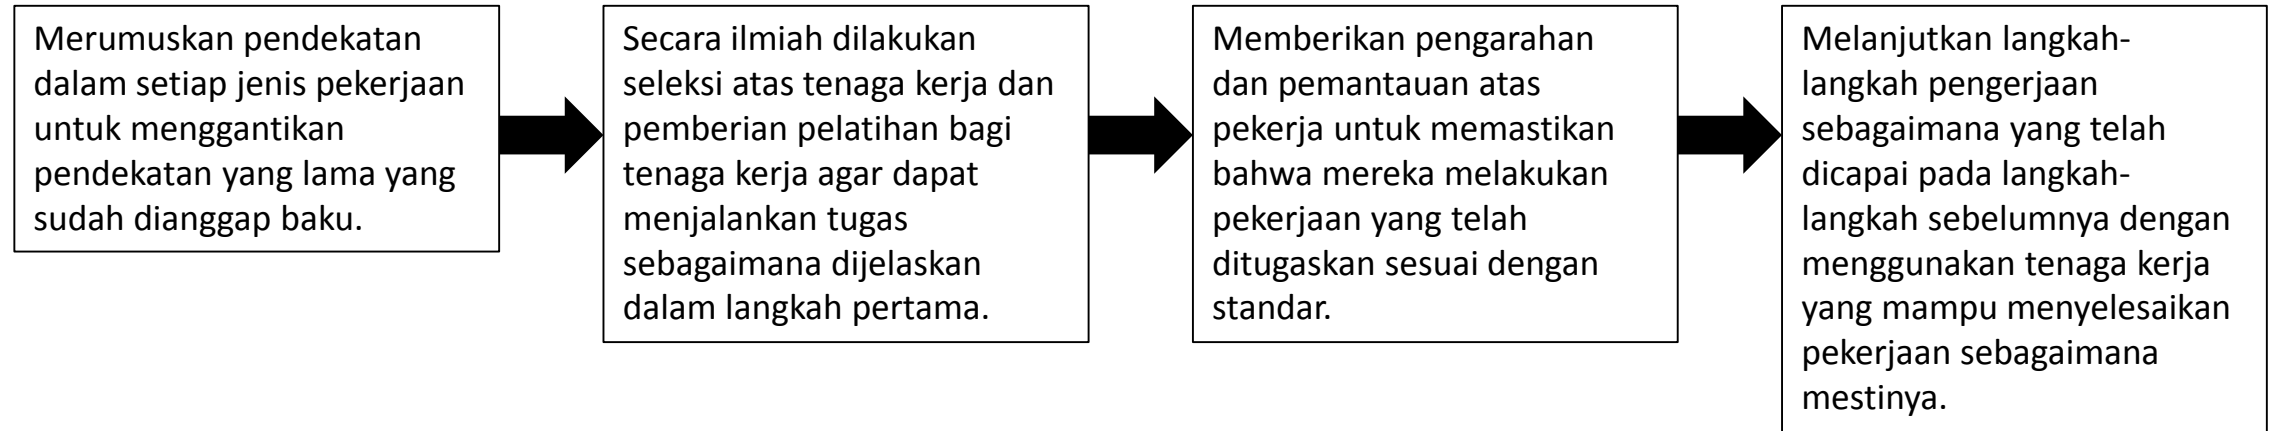 Merumuskan pendekatan
dalam setiap jenis pekerjaan
untuk menggantikan
pendekatan yang lama yang
sudah dianggap baku.
Secara ilmiah dilakukan
seleksi atas tenaga kerja dan
pemberian pelatihan bagi
tenaga kerja agar dapat
menjalankan tugas
sebagaimana dijelaskan
dalam langkah pertama.
Memberikan pengarahan
dan pemantauan atas
pekerja untuk memastikan
bahwa mereka melakukan
pekerjaan yang telah
ditugaskan sesuai dengan
standar.
Melanjutkan langkah-
langkah pengerjaan
sebagaimana yang telah
dicapai pada langkah-
langkah sebelumnya dengan
menggunakan tenaga kerja
yang mampu menyelesaikan
pekerjaan sebagaimana
mestinya.